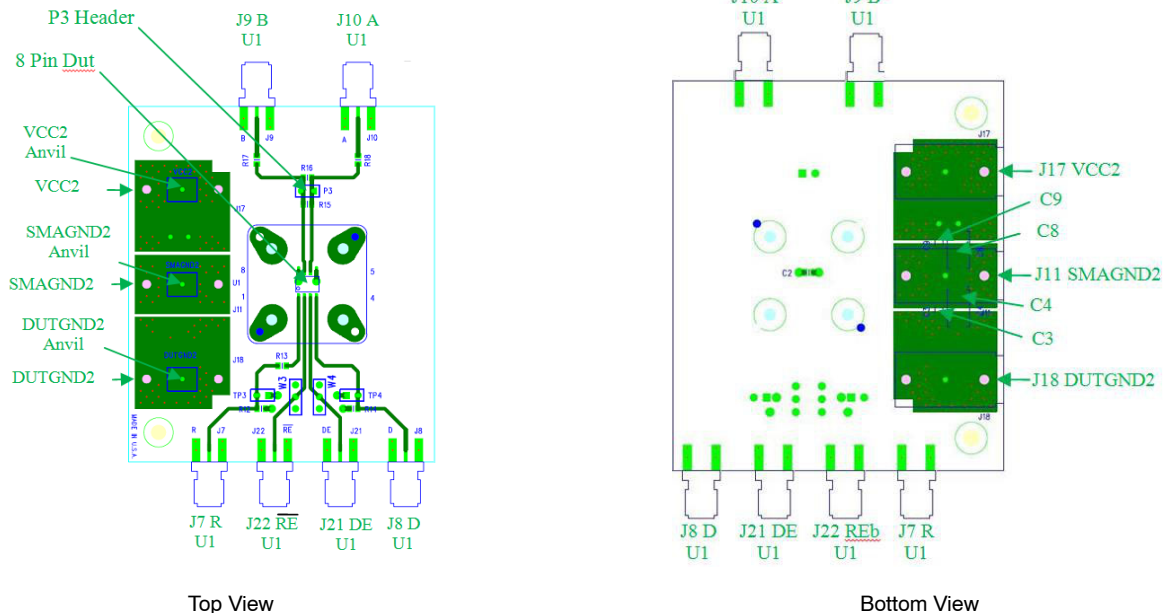 P3 Header
8 Pin Dut
J9 B
U1
J10 A
U1
B
J9
A
J10
R17
R18
R16
P3
R15
VCC2
Anvil
VCC2
VCC2
J17
SMAGND2
Anvil
SMAGND2
SMAGND2
U1
J11
DUTGND2
Anvil
DUTGND2
DUTGND2
J18
8
5
1
4
R13
W3
W4
TP3
TP4
R12
R14
MADE IN U.S.A.
R
J7
J22
RE
DE
J21
D
J8
J7 R
U1
J22 RE
U1
J21 DE
U1
J8 D
U1
Top View
J10 A
U1
J9 B
U1
J17
J17 VCC2
C9
C8
J11 SMAGND2
C4
C3
J18 DUTGND2
C2
J11
J18
J8 D
U1
J21 DE
U1
J22 REb
U1
J7 R
U1
Bottom View